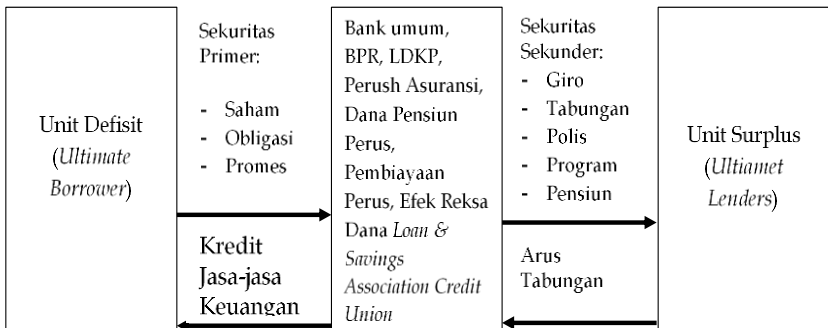 Unit Defisit
(Ultimate
Borrower)
Sekuritas
Primer:
- Saham
- Obligasi
- Promes
Kredit
Jasa-jasa
Keuangan
Bank umum,
BPR, LDKP,
Perush Asuransi,
Dana Pensiun
Perus,
Pembiayaan
Perus, Efek Reksa
Dana Loan &
Savings
Association Credit
Union
Sekuritas
Sekunder:
- Giro
- Tabungan
- Polis
- Program
- Pensiun
Arus
Tabungan
Unit Surplus
(Ultiamet
Lenders)